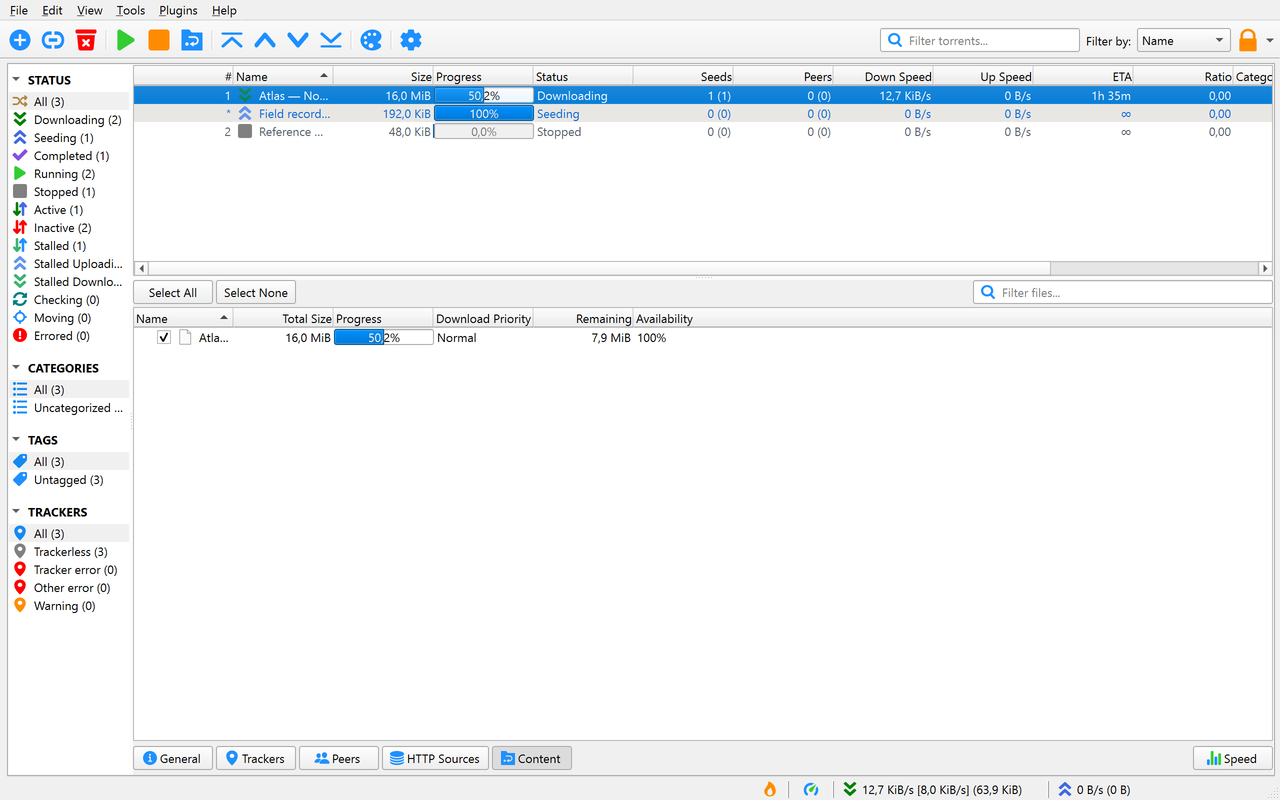 File Edit View Tools Plugins Help
Filter torrents... Filter by: Name
STATUS
All (3)
Downloading (2)
Seeding (1)
Completed (1)
Running (2)
Stopped (1)
Active (1)
Inactive (2)
Stalled (1)
Stalled Uploadi...
Stalled Downlo...
Checking (0)
Moving (0)
Errored (0)
CATEGORIES
All (3)
Uncategorized ...
TAGS
All (3)
Untagged (3)
TRACKERS
All (3)
Trackerless (3)
Tracker error (0)
Other error (0)
Warning (0)
# Name Size Progress Status Seeds Peers Down Speed Up Speed ETA Ratio Catego
1 Atlas — No... 16,0 MiB 50,2% Downloading 1 (1) 0 (0) 12,7 KiB/s 0 B/s 1h 35m 0,00
* Field record... 192,0 KiB 100% Seeding 0 (0) 0 (0) 0 B/s 0 B/s ∞ 0,00
2 Reference ... 48,0 KiB 0,0% Stopped 0 (0) 0 (0) 0 B/s 0 B/s ∞ 0,00
Select All Select None Filter files...
Name Total Size Progress Download Priority Remaining Availability
Atla... 16,0 MiB 50,2% Normal 7,9 MiB 100%
General Trackers Peers HTTP Sources Content Speed
12,7 KiB/s [8,0 KiB/s] (63,9 KiB) 0 B/s (0 B)